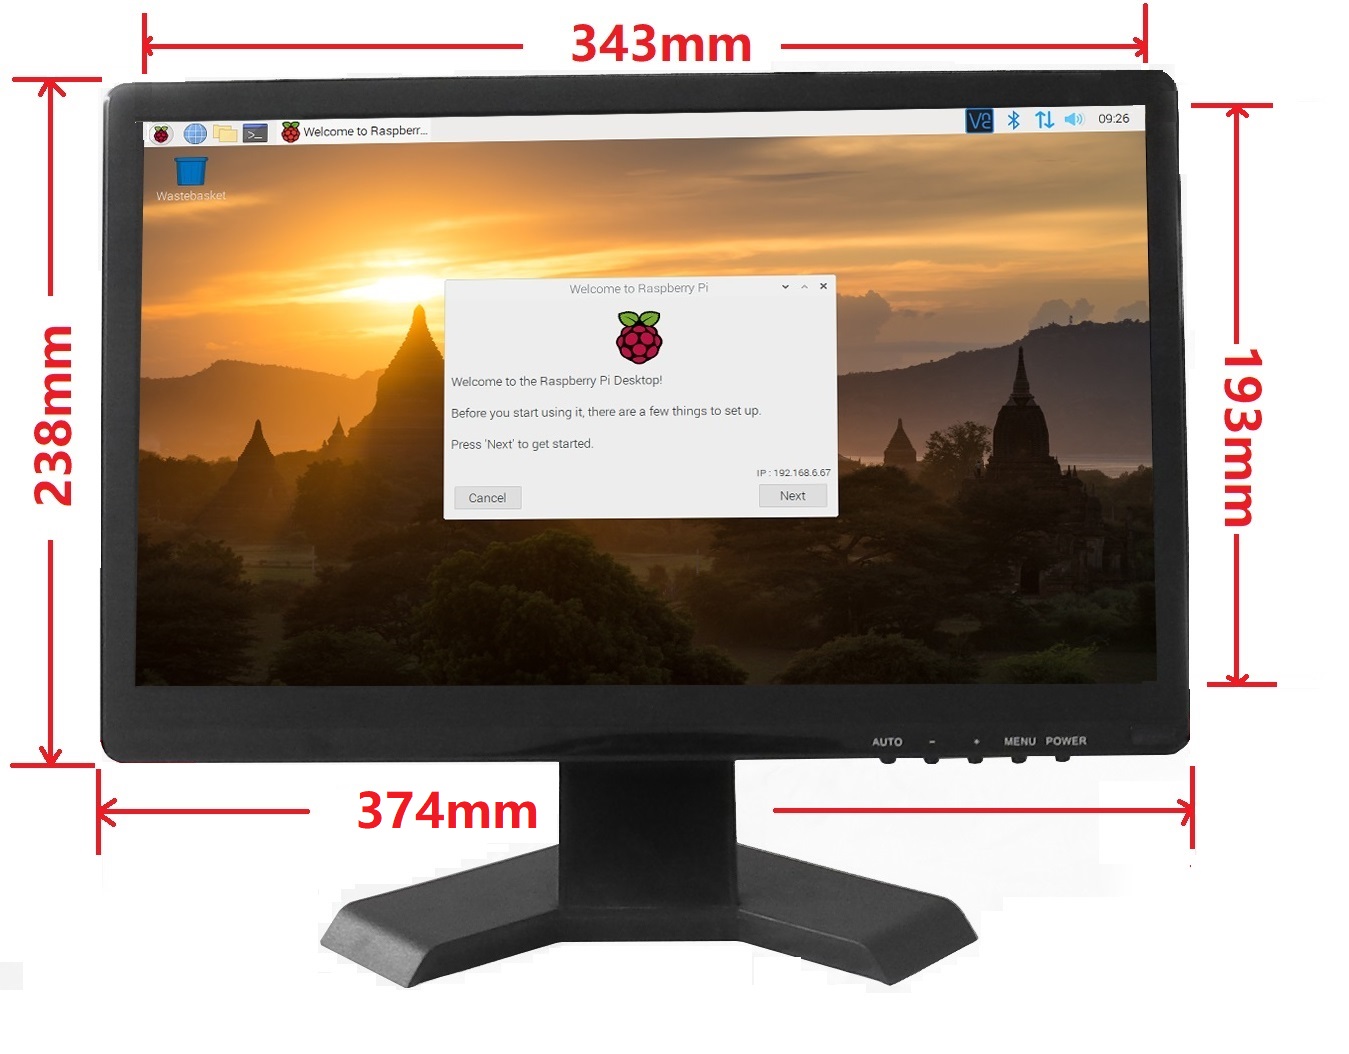 343mm
Welcome to Raspberr...
V2
09:26
Wastebasket
Welcome to Raspberry Pi
Welcome to the Raspberry Pi Desktop!
Before you start using it, there are a few things to set up.
Press 'Next' to get started.
IP : 192.168.6.67
Cancel
Next
238mm
193mm
AUTO - + MENU POWER
374mm